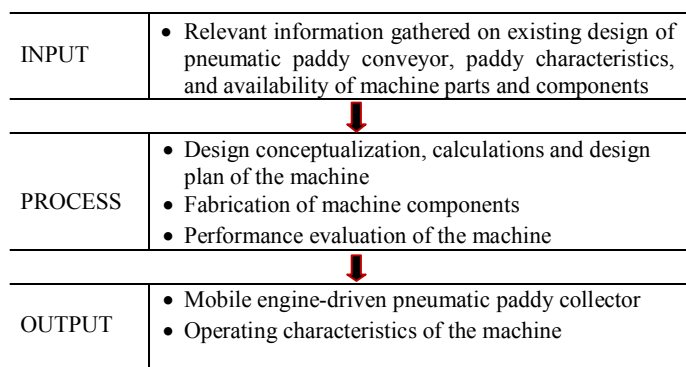 INPUT
• Relevant information gathered on existing design of
pneumatic paddy conveyor, paddy characteristics,
and availability of machine parts and components
PROCESS
• Design conceptualization, calculations and design
plan of the machine
• Fabrication of machine components
• Performance evaluation of the machine
OUTPUT
• Mobile engine-driven pneumatic paddy collector
• Operating characteristics of the machine